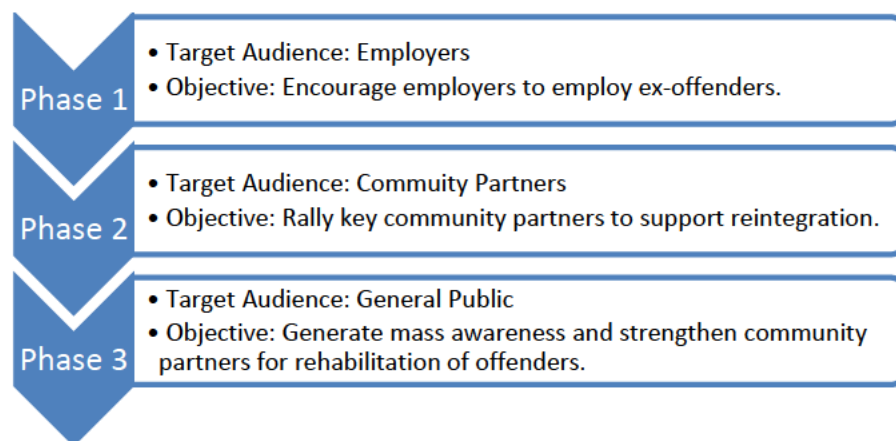 Phase 1
• Target Audience: Employers
• Objective: Encourage employers to employ ex-offenders.
Phase 2
• Target Audience: Commuity Partners
• Objective: Rally key community partners to support reintegration.
Phase 3
• Target Audience: General Public
• Objective: Generate mass awareness and strengthen community
partners for rehabilitation of offenders.